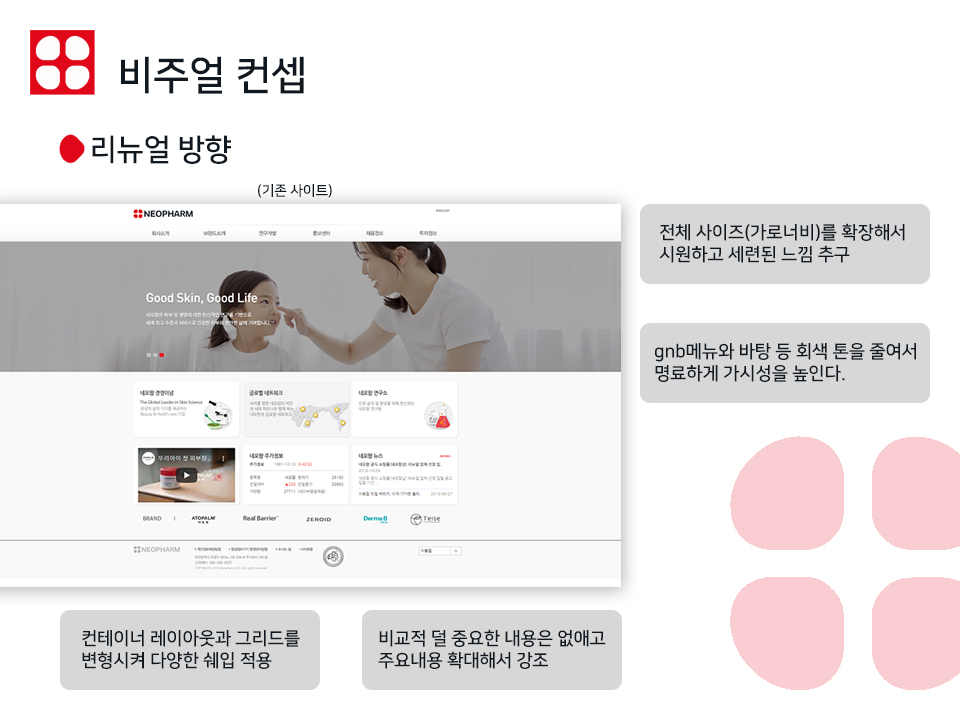 비주얼 컨셉
리뉴얼 방향
(기존 사이트)
NEOPHARM
ENGLISH
회사소개 브랜드소개 연구개발 홍보센터 제품정보 투자정보
Good Skin, Good Life
네오팜 경영이념
The Global Leader in Skin Science
Beauty & Health care 기업
글로벌 네트워크
네오팜 연구소
우리아이 첫 피부장...
네오팜 주가정보
네오팜 뉴스
BRAND
ATOPALM
Real Barrier
ZEROID
Derma:B
T'else
NEOPHARM
전체 사이즈(가로너비)를 확장해서
시원하고 세련된 느낌 추구
gnb메뉴와 바탕 등 회색 톤을 줄여서
명료하게 가시성을 높인다.
컨테이너 레이아웃과 그리드를
변형시켜 다양한 쉐입 적용
비교적 덜 중요한 내용은 없애고
주요내용 확대해서 강조